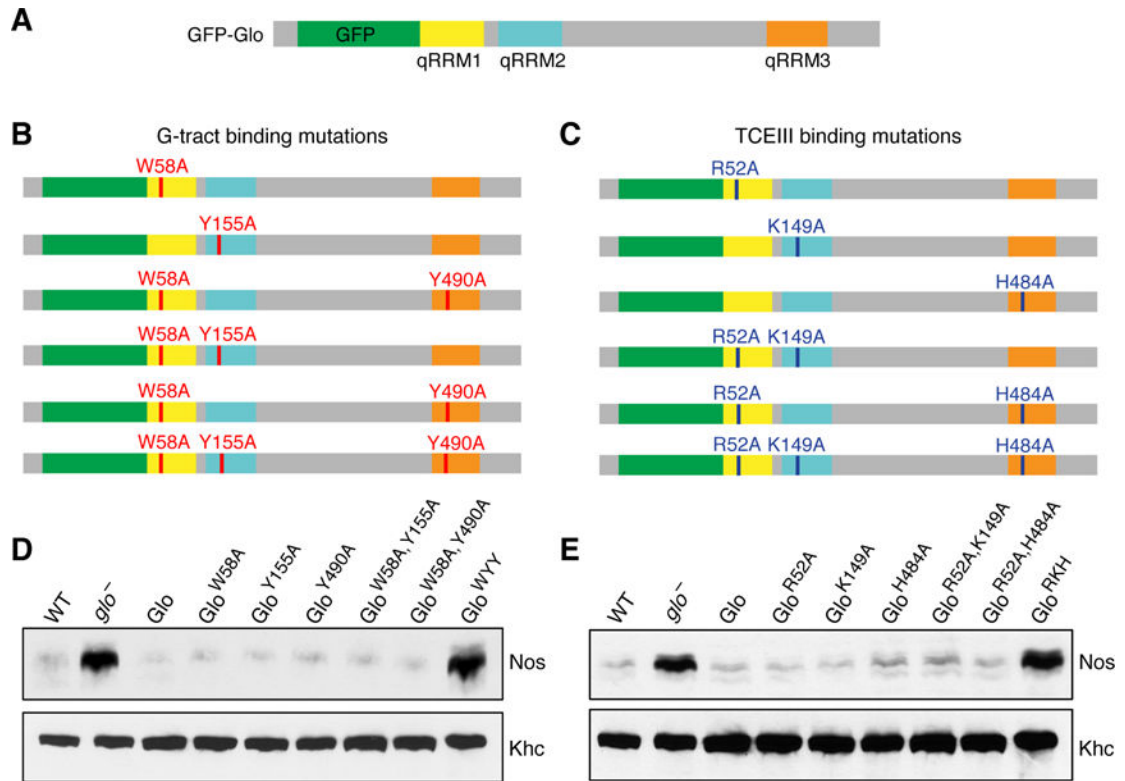 A
GFP-Glo
GFP
qRRM1 qRRM2 qRRM3
B G-tract binding mutations
W58A
Y155A
W58A Y490A
W58A Y155A
W58A Y490A
W58A Y155A Y490A
C TCEIII binding mutations
R52A
K149A
H484A
R52A K149A
R52A H484A
R52A K149A H484A
D
WT glo– Glo Glo W58A Glo Y155A Glo Y490A Glo W58A,Y155A Glo W58A,Y490A Glo WYY
Nos
Khc
E
WT glo– Glo Glo R52A Glo K149A Glo H484A Glo R52A,K149A Glo R52A,H484A Glo RKH
Nos
Khc